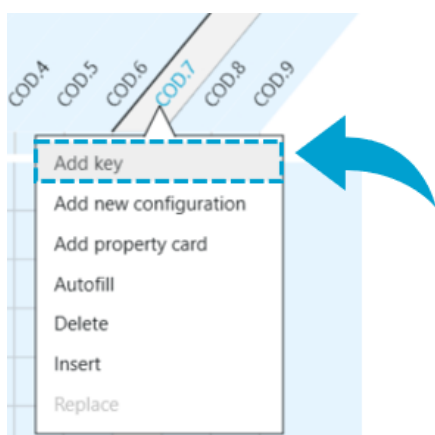 COD.4
COD.5
COD.6
COD.7
COD.8
COD.9
Add key
Add new configuration
Add property card
Autofill
Delete
Insert
Replace